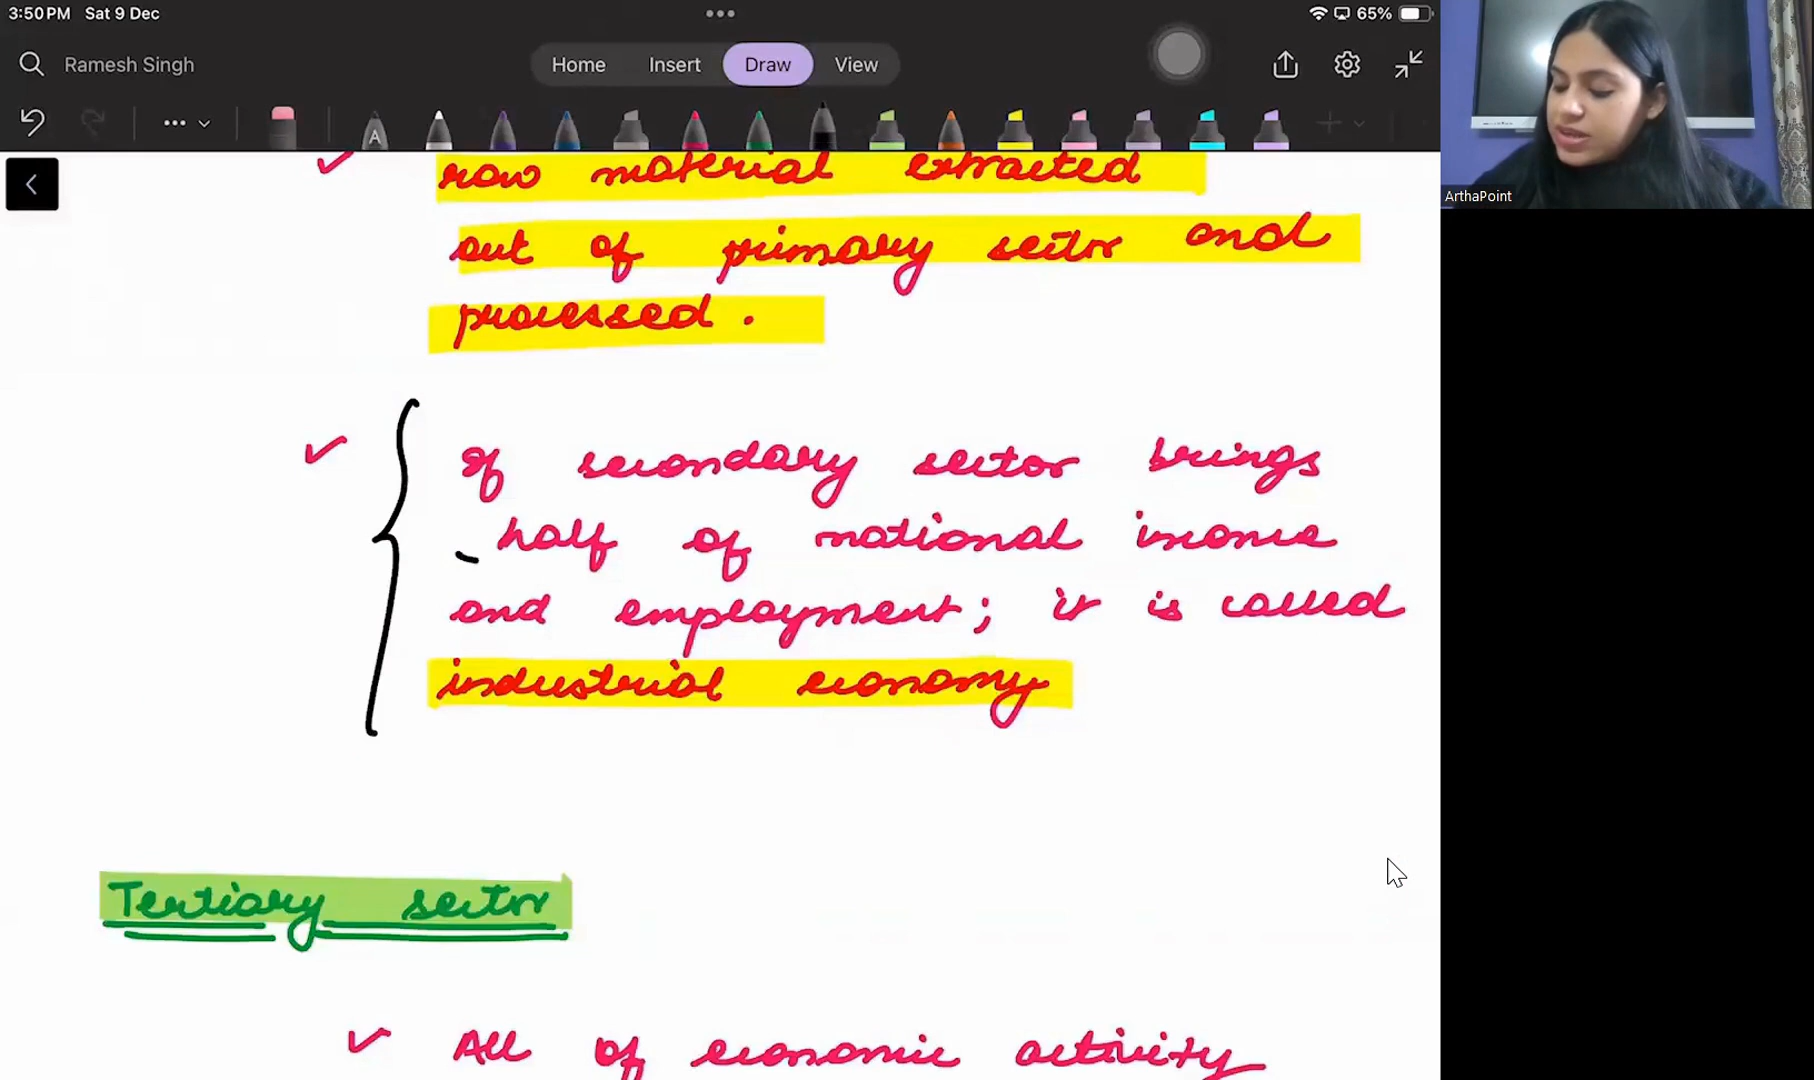 3:50 PM Sat 9 Dec
65%
Ramesh Singh
Home Insert Draw View
A
ArthaPoint
raw material extracted
out of primary sector and
processed.
If secondary sector brings
half of national income
and employment; it is called
industrial economy
Tertiary sector
All of economic activity